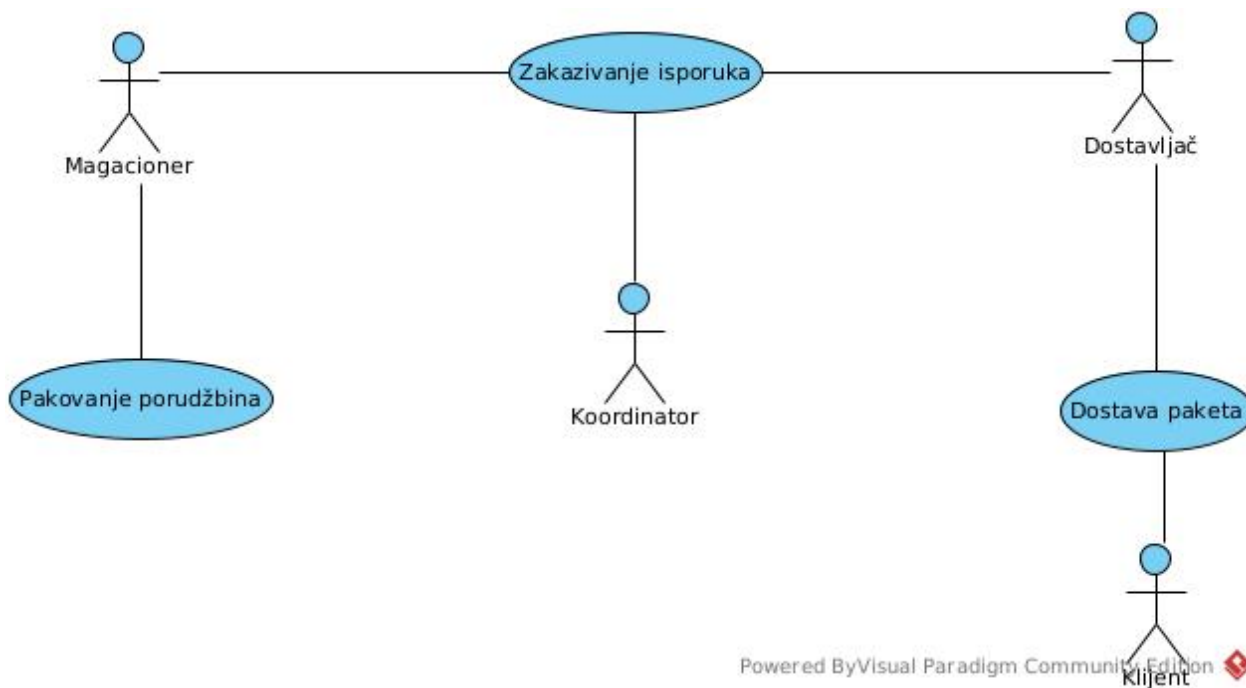 Zakazivanje isporuka
Magacioner
Dostavljač
Pakovanje porudžbina
Koordinator
Dostava paketa
Powered ByVisual Paradigm Community Edition
Klijent